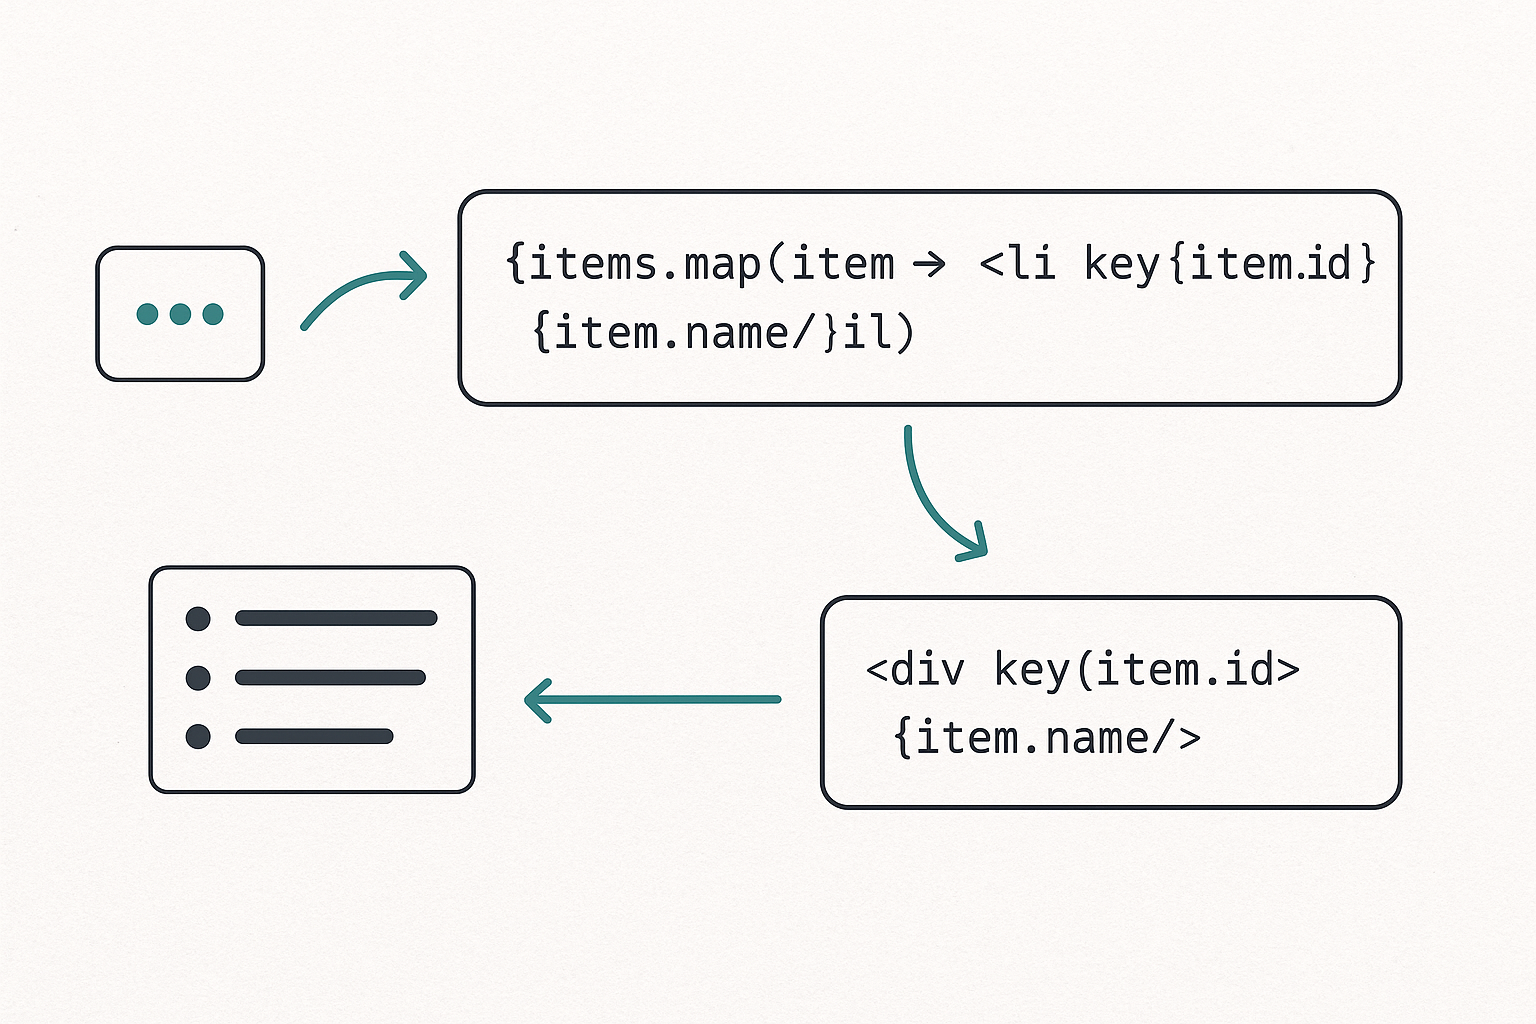 {items.map(item → <li key{item.id}
{item.name/}il)
<div key(item.id>
{item.name/>